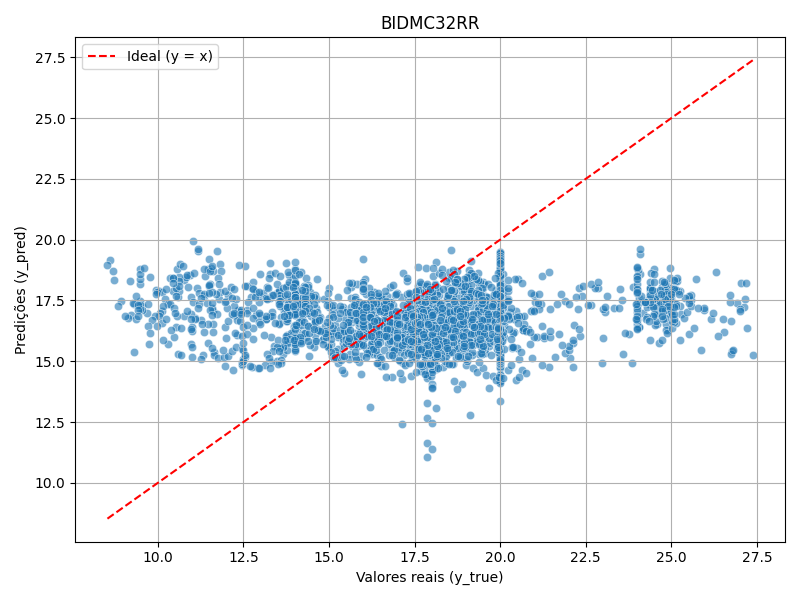 BIDMC32RR
Ideal (y = x)
27.5
25.0
22.5
20.0
17.5
15.0
12.5
10.0
Predições (y_pred)
10.0 12.5 15.0 17.5 20.0 22.5 25.0 27.5
Valores reais (y_true)